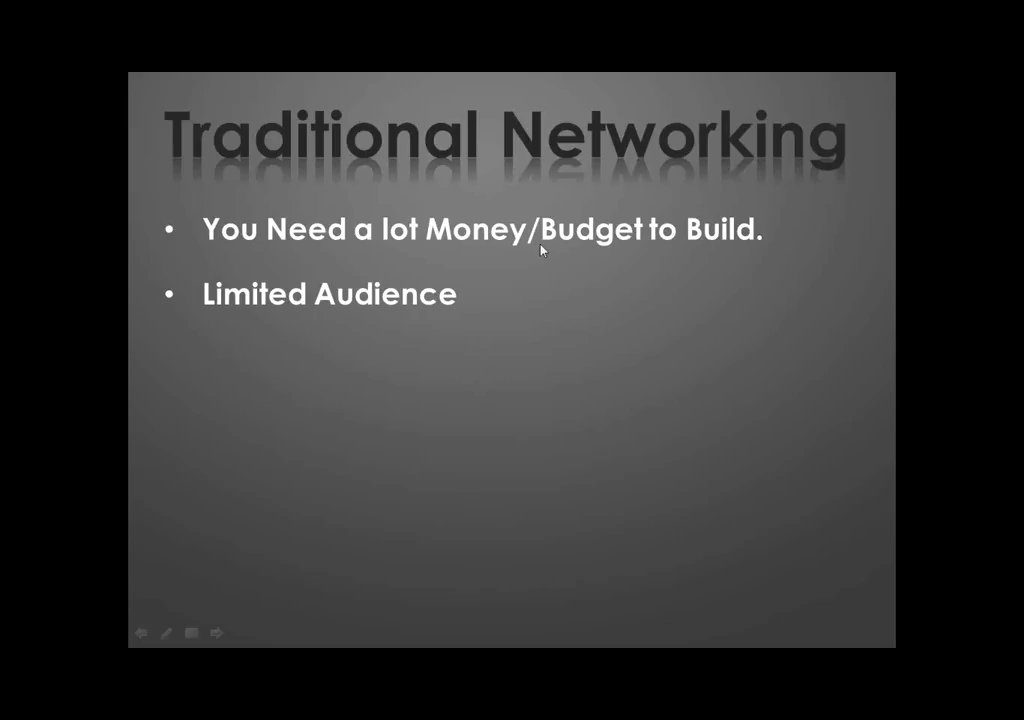 Traditional Networking
• You Need a lot Money/Budget to Build.
• Limited Audience